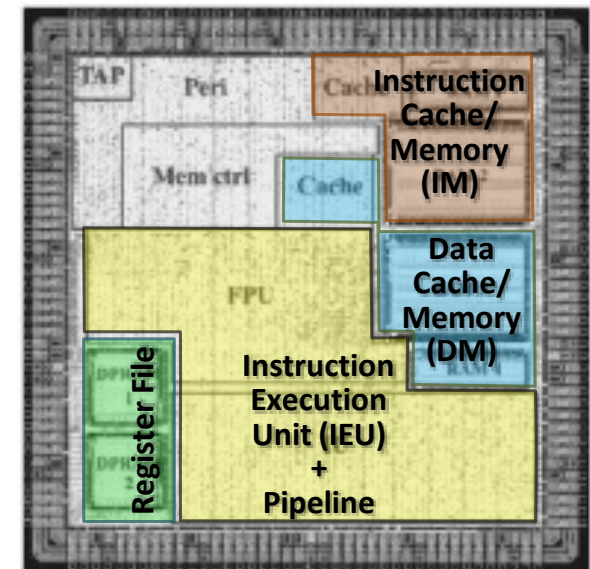 TAP
Peri
Cach
Instruction
Cache/
Memory
(IM)
Mem ctrl
Cache
Data
Cache/
Memory
(DM)
FPU
Instruction
Execution
Unit (IEU)
+
Pipeline
Register File